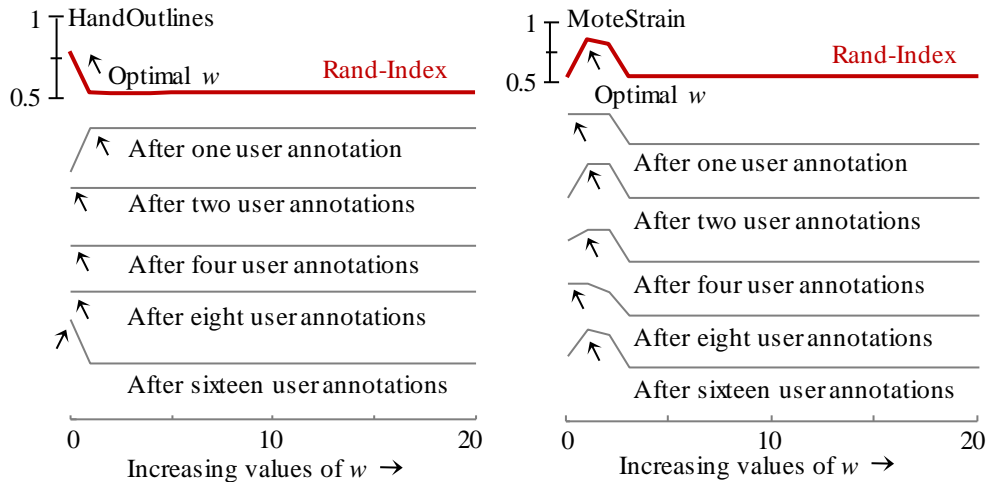 1 HandOutlines
Optimal w
Rand-Index
0.5
After one user annotation
After two user annotations
After four user annotations
After eight user annotations
After sixteen user annotations
0 10 20
Increasing values of w →
1 MoteStrain
Rand-Index
0.5
Optimal w
After one user annotation
After two user annotations
After four user annotations
After eight user annotations
After sixteen user annotations
0 10 20
Increasing values of w →